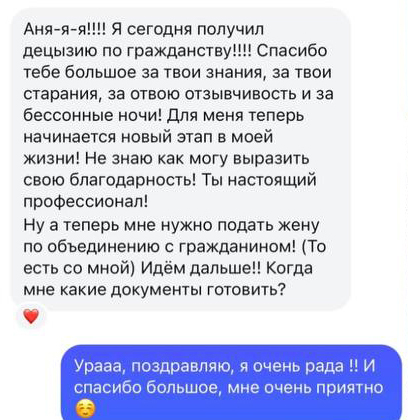 Аня-я-я!!!! Я сегодня получил
децызию по гражданству!!!! Спасибо
тебе большое за твои знания, за твои
старания, за отвою отзывчивость и за
бессонные ночи! Для меня теперь
начинается новый этап в моей
жизни! Не знаю как могу выразить
свою благодарность! Ты настоящий
профессионал!
Ну а теперь мне нужно подать жену
по объединению с гражданином! (То
есть со мной) Идём дальше!! Когда
мне какие документы готовить?
❤️
Урааа, поздравляю, я очень рада !! И
спасибо большое, мне очень приятно
☺️